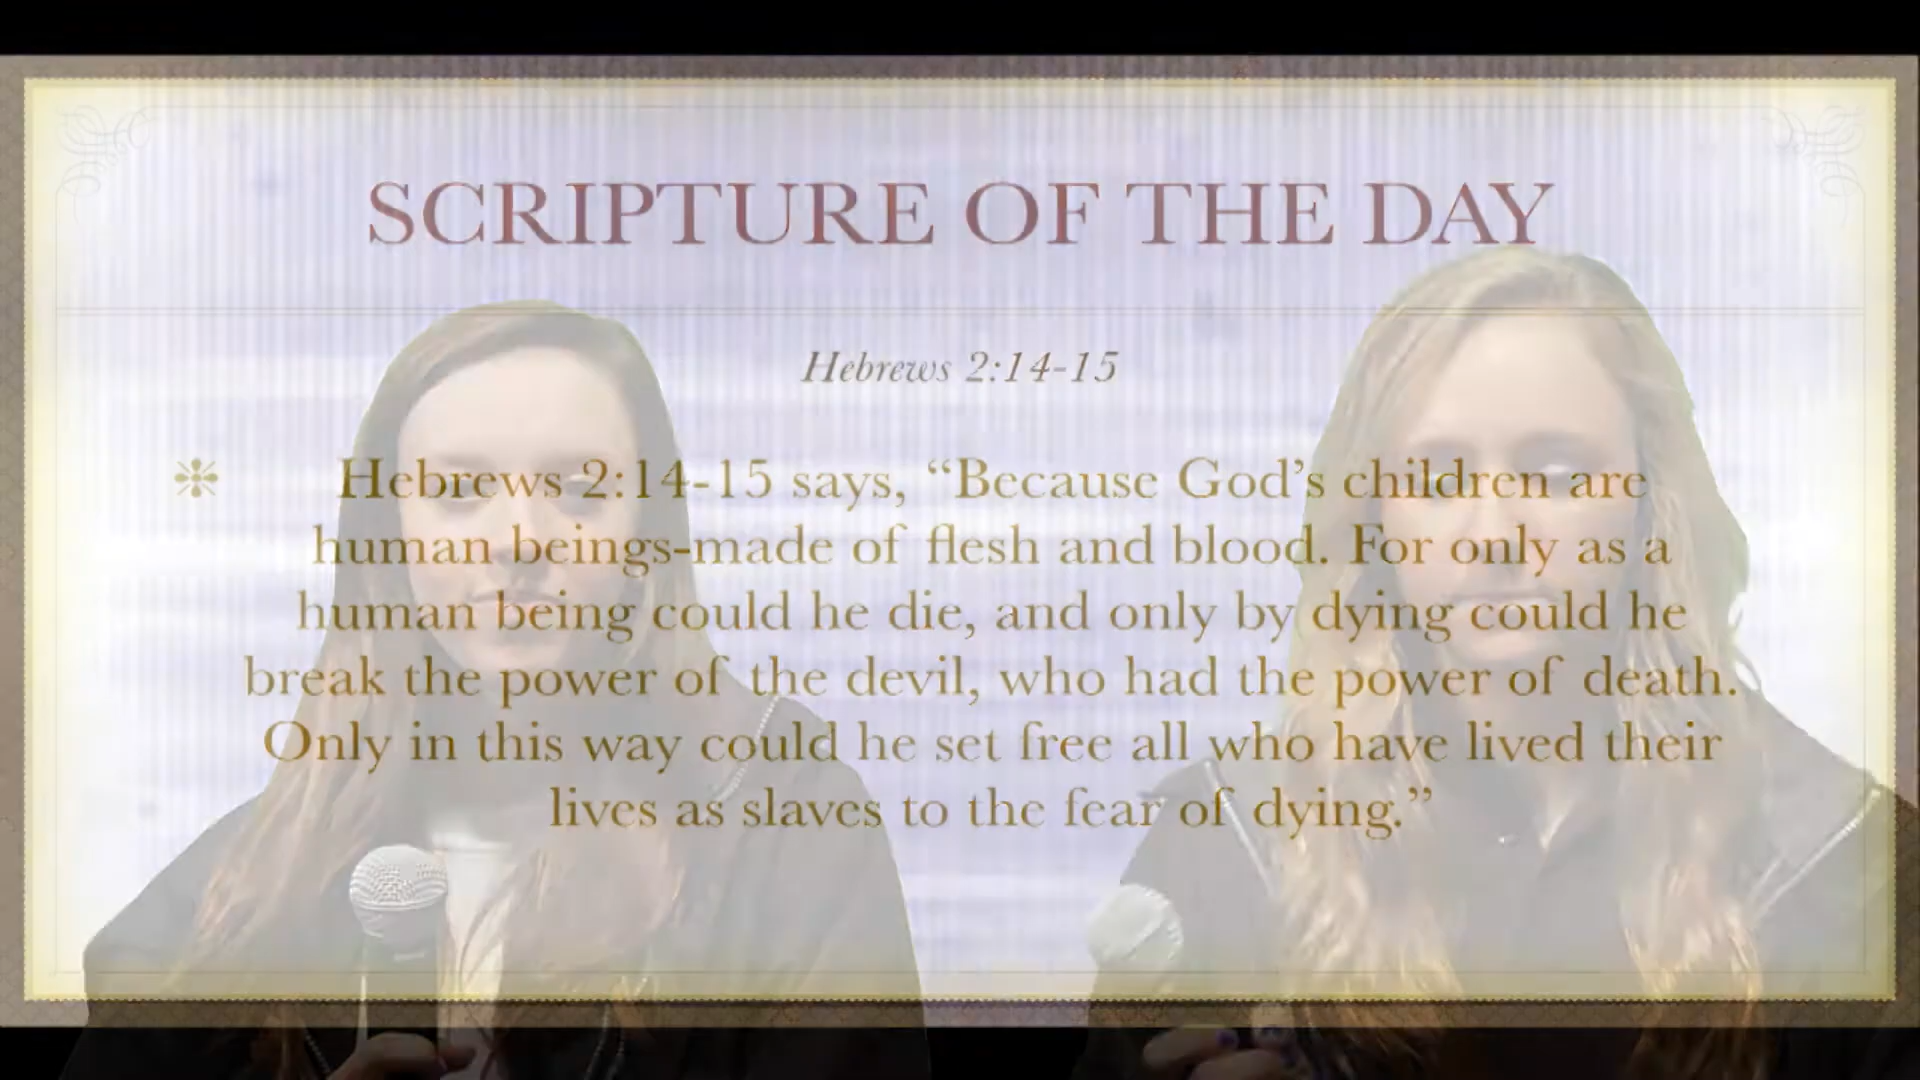 SCRIPTURE OF THE DAY
Hebrews 2:14-15
Hebrews 2:14-15 says, “Because God’s children are
human beings-made of flesh and blood. For only as a
human being could he die, and only by dying could he
break the power of the devil, who had the power of death.
Only in this way could he set free all who have lived their
lives as slaves to the fear of dying.”